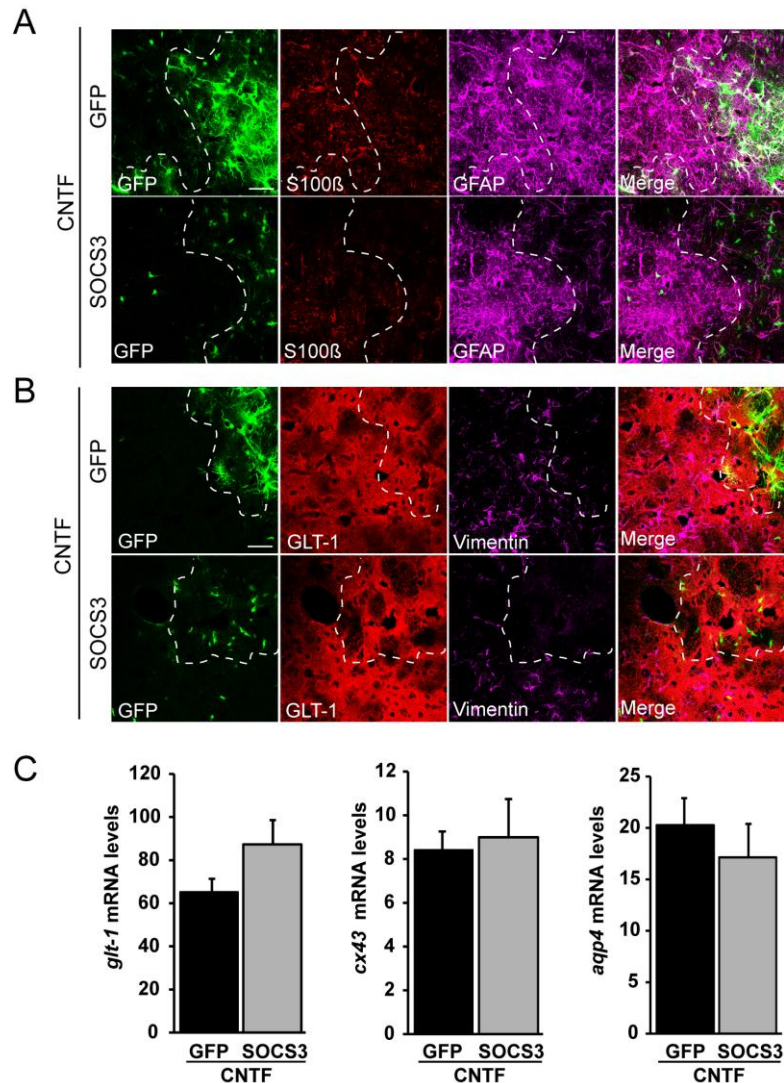 A
CNTF
GFP
GFP
S100ß
GFAP
Merge
SOCS3
GFP
S100ß
GFAP
Merge
B
CNTF
GFP
GFP
GLT-1
Vimentin
Merge
SOCS3
GFP
GLT-1
Vimentin
Merge
C
glt-1 mRNA levels
120
100
80
60
40
20
0
GFP SOCS3
CNTF
cx43 mRNA levels
12
10
8
6
4
2
0
GFP SOCS3
CNTF
aqp4 mRNA levels
25
20
15
10
5
0
GFP SOCS3
CNTF